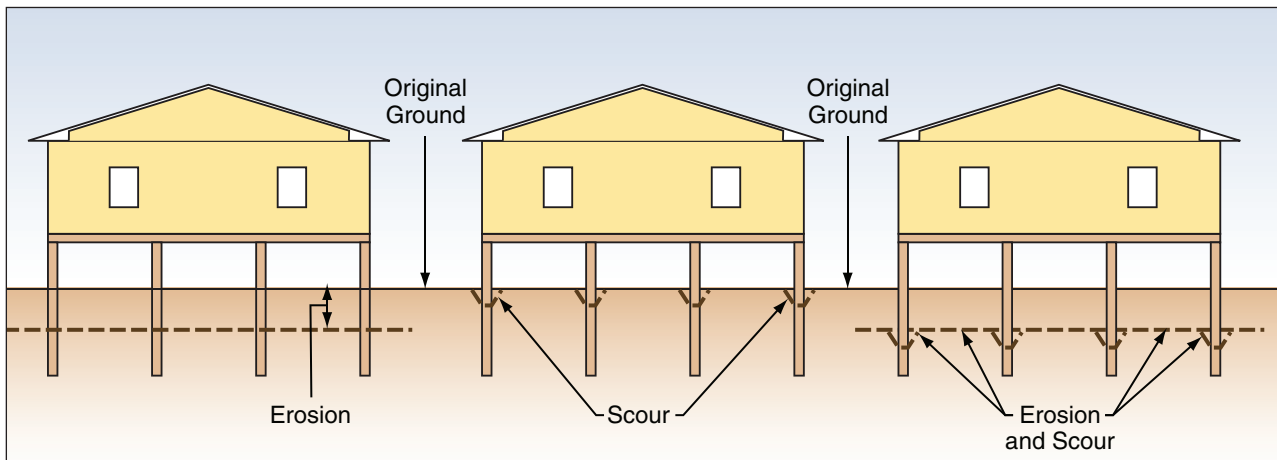 Original
Ground
Original
Ground
Erosion
Scour
Erosion
and Scour